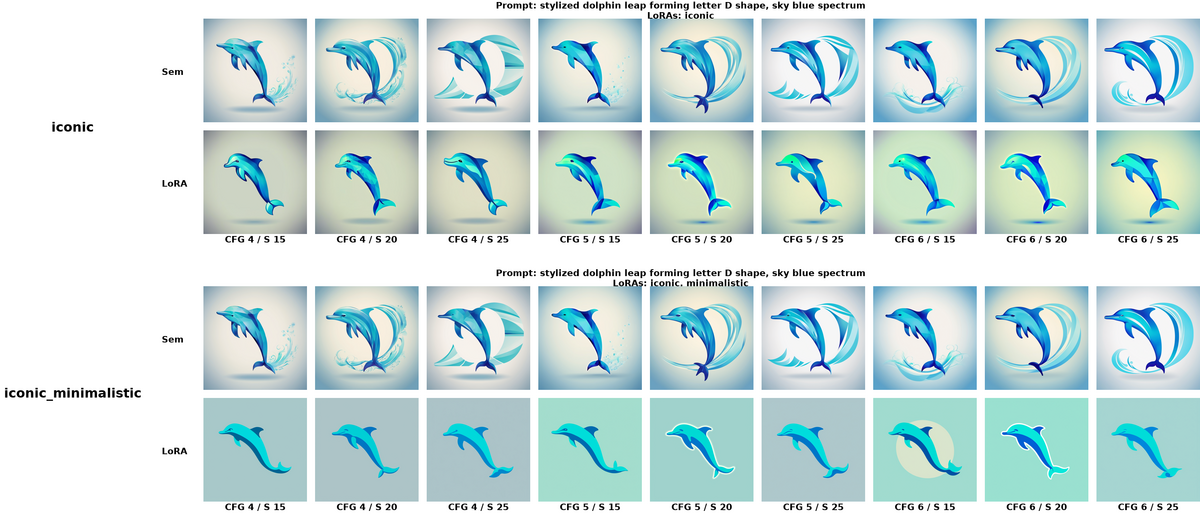 Prompt: stylized dolphin leap forming letter D shape, sky blue spectrum
LoRAs: iconic
Sem
iconic
LoRA
CFG 4 / S 15 CFG 4 / S 20 CFG 4 / S 25 CFG 5 / S 15 CFG 5 / S 20 CFG 5 / S 25 CFG 6 / S 15 CFG 6 / S 20 CFG 6 / S 25
Prompt: stylized dolphin leap forming letter D shape, sky blue spectrum
LoRAs: iconic, minimalistic
Sem
iconic_minimalistic
LoRA
CFG 4 / S 15 CFG 4 / S 20 CFG 4 / S 25 CFG 5 / S 15 CFG 5 / S 20 CFG 5 / S 25 CFG 6 / S 15 CFG 6 / S 20 CFG 6 / S 25